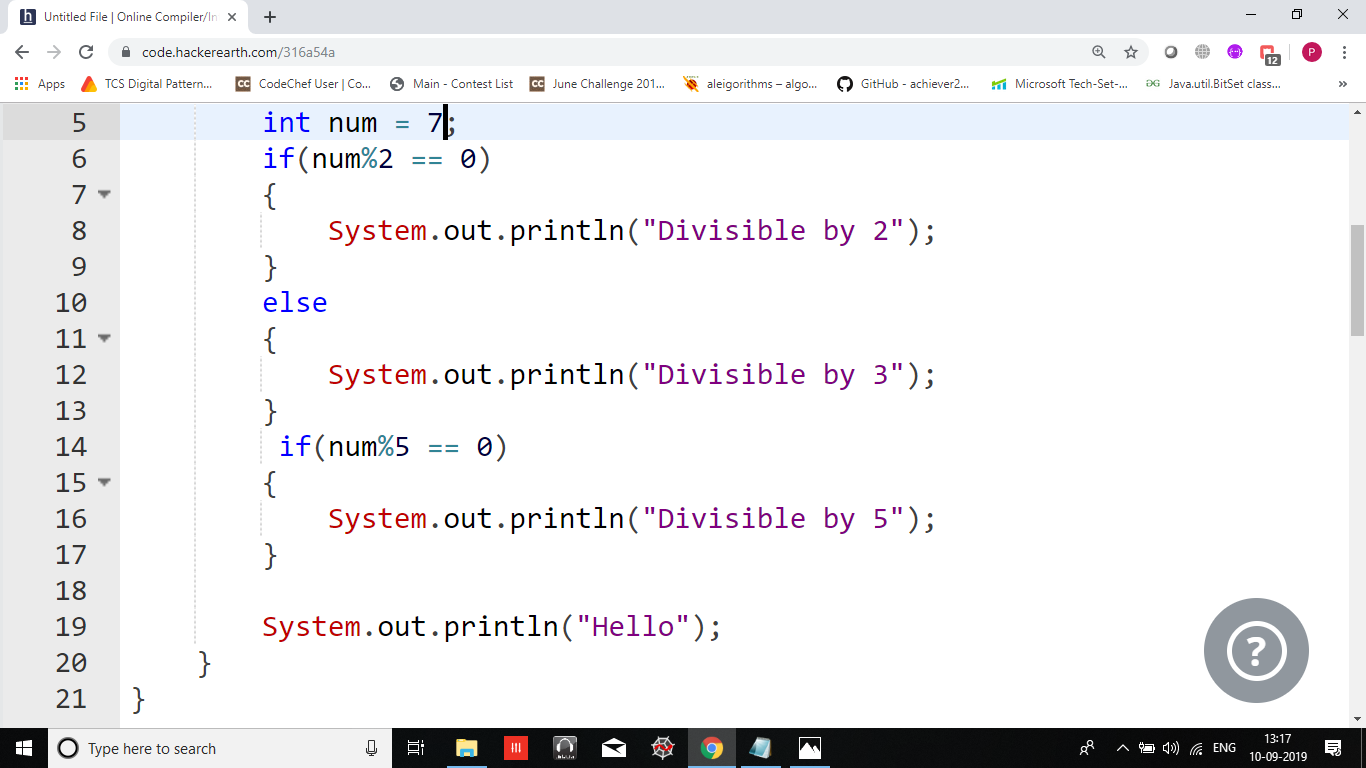 Untitled File | Online Compiler/In
code.hackerearth.com/316a54a
12
P
Apps
TCS Digital Pattern...
CC CodeChef User | Co...
Main - Contest List
CC June Challenge 201...
aleigorithms – algo...
GitHub - achiever2...
Microsoft Tech-Set-...
Java.util.BitSet class...
»
5 int num = 7;
6 if(num%2 == 0)
7 {
8 System.out.println("Divisible by 2");
9 }
10 else
11 {
12 System.out.println("Divisible by 3");
13 }
14 if(num%5 == 0)
15 {
16 System.out.println("Divisible by 5");
17 }
18
19 System.out.println("Hello");
20 }
21 }
?
Type here to search
ENG
13:17
10-09-2019